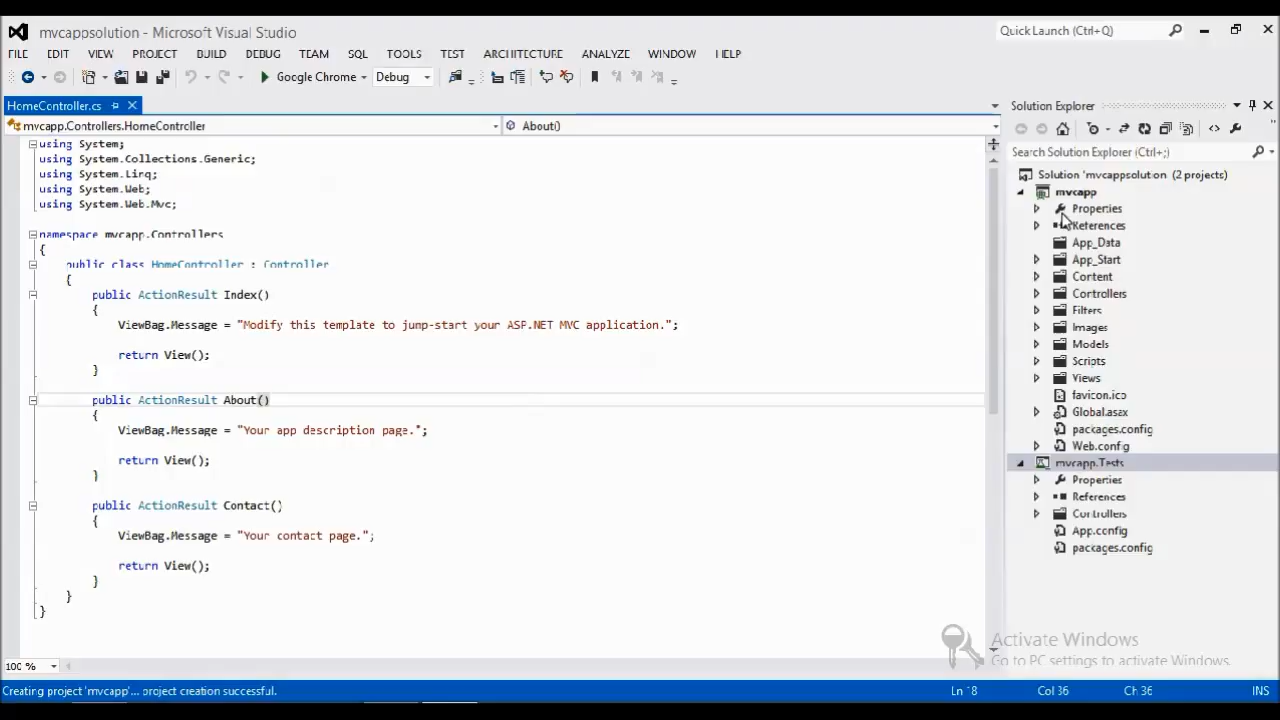 mvcappsolution - Microsoft Visual Studio
Quick Launch (Ctrl+Q)
FILE EDIT VIEW PROJECT BUILD DEBUG TEAM SQL TOOLS TEST ARCHITECTURE ANALYZE WINDOW HELP
Google Chrome Debug
HomeController.cs
mvcapp.Controllers.HomeController
About()
using System;
using System.Collections.Generic;
using System.Linq;
using System.Web;
using System.Web.Mvc;
namespace mvcapp.Controllers
{
public class HomeController : Controller
{
public ActionResult Index()
{
ViewBag.Message = "Modify this template to jump-start your ASP.NET MVC application.";
return View();
}
public ActionResult About()
{
ViewBag.Message = "Your app description page.";
return View();
}
public ActionResult Contact()
{
ViewBag.Message = "Your contact page.";
return View();
}
}
}
100 %
Solution Explorer
Search Solution Explorer (Ctrl+;)
Solution 'mvcappsolution' (2 projects)
mvcapp
Properties
References
App_Data
App_Start
Content
Controllers
Filters
Images
Models
Scripts
Views
favicon.ico
Global.asax
packages.config
Web.config
mvcapp.Tests
Properties
References
Controllers
App.config
packages.config
Activate Windows
Go to PC settings to activate Windows.
Creating project 'mvcapp'... project creation successful.
Ln 18 Col 36 Ch 36 INS